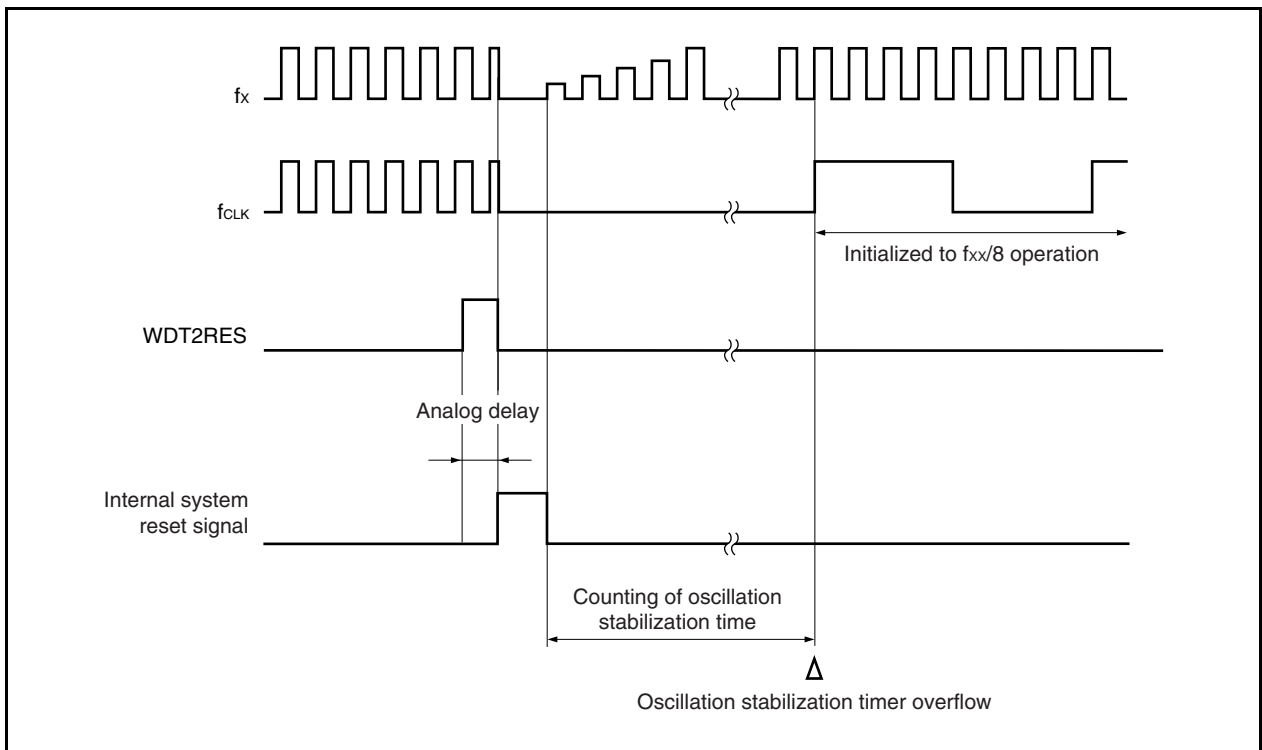 fX
fCLK
Initialized to fXX/8 operation
WDT2RES
Analog delay
Internal system
reset signal
Counting of oscillation
stabilization time
Oscillation stabilization timer overflow